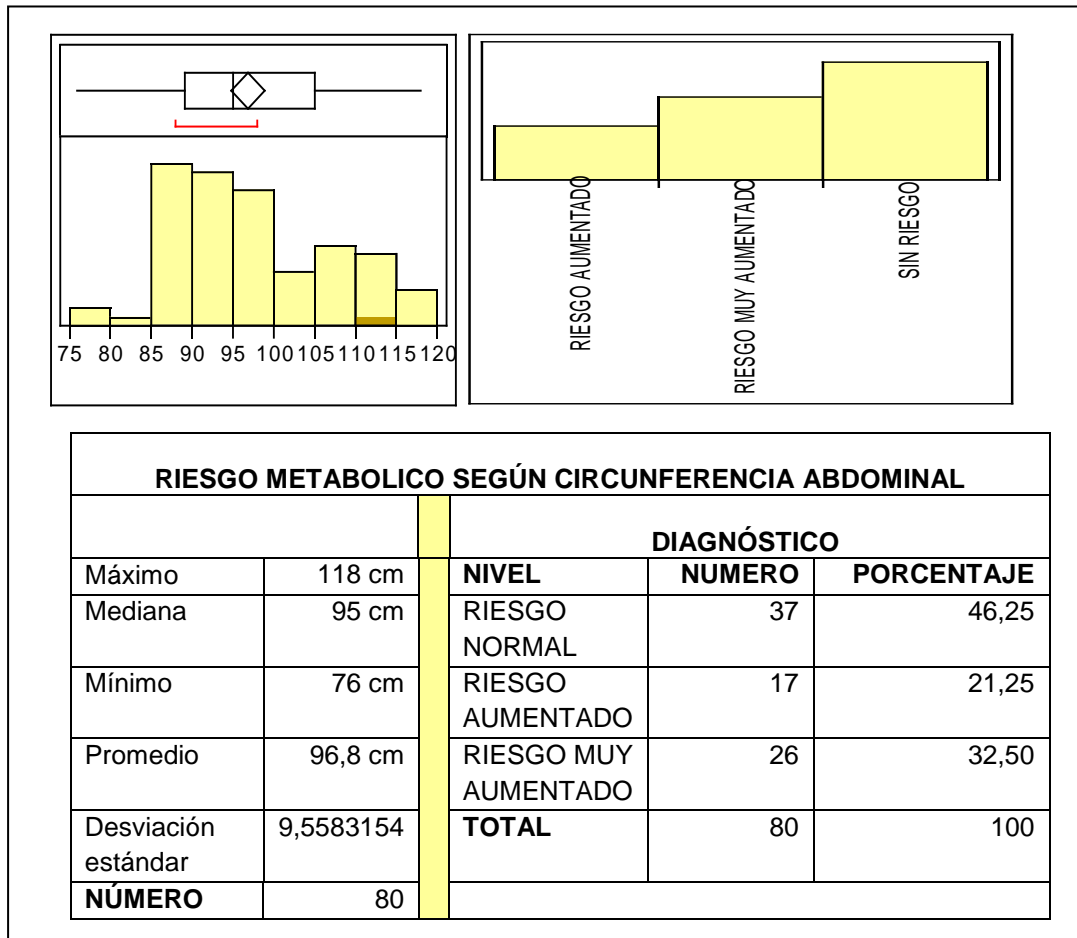 75 80 85 90 95 100 105 110 115 120
RIESGO AUMENTADO
RIESGO MUY AUMENTADO
SIN RIESGO
RIESGO METABOLICO SEGÚN CIRCUNFERENCIA ABDOMINAL
DIAGNÓSTICO
Máximo 118 cm NIVEL NUMERO PORCENTAJE
Mediana 95 cm RIESGO 37 46,25
NORMAL
Mínimo 76 cm RIESGO 17 21,25
AUMENTADO
Promedio 96,8 cm RIESGO MUY 26 32,50
AUMENTADO
Desviación 9,5583154 TOTAL 80 100
estándar
NÚMERO 80